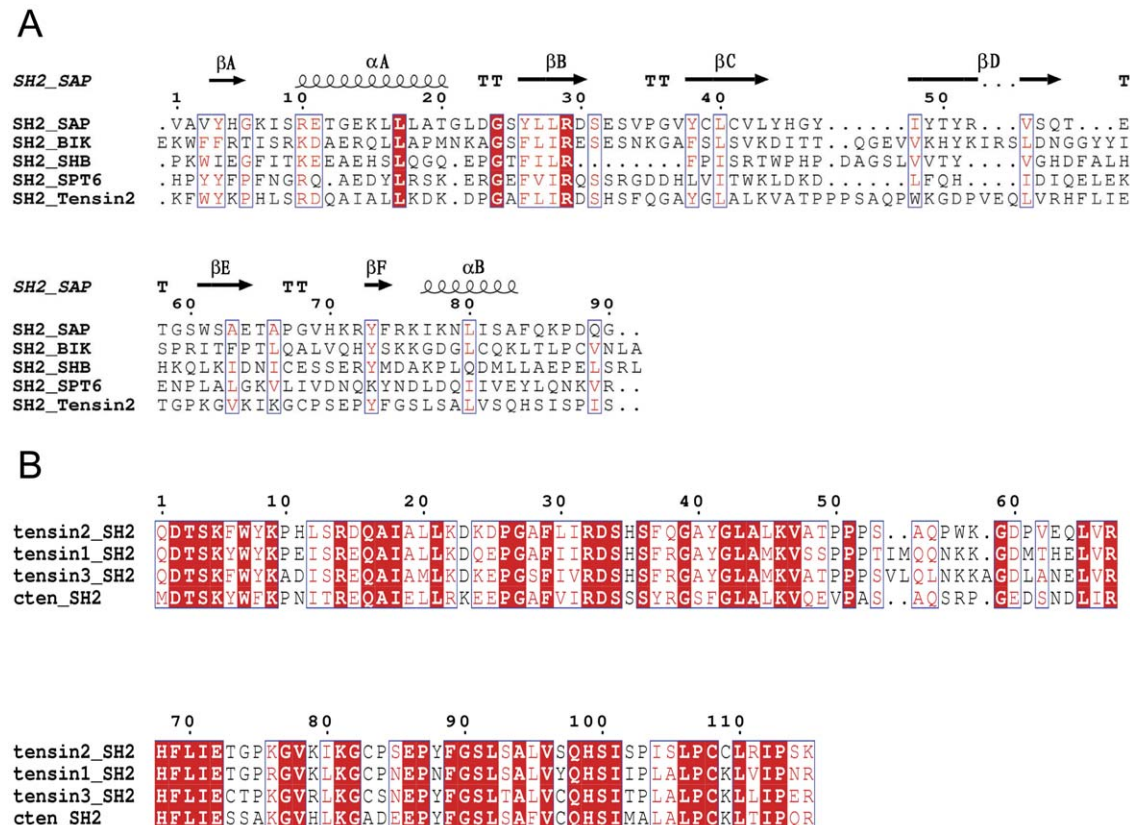 A
βA αA βB βC βD
SH2_SAP TT TT ... T
1 10 20 30 40 50
SH2_SAP .VAVYHGKISRETGEKLLLATGLDGSYLLRDSESVPGVYCLCVLYHGY......IYTYR...VSQT...E
SH2_BIK EKWFFRTISRKDAERQLLAPMNKAGSFLIRESESNKGAFSLSVKDITT..QGEVVKHYKIRSLDNGGYYI
SH2_SHB .PKWIEGFITKEEAEHSLQGQ.EPGTFILR........FPISRTWPHP.DAGSLVVTY....VGHDFALH
SH2_SPT6 .HPYYFPFNGRQ.AEDYLRSK.ERGEFVIRQSSRGDDHLVITWKLDKD......LFQH....IDIQELEK
SH2_Tensin2 .KFWYKPHLSRDQAIALLKDK.DPGAFLIRDSHSFQGAYGLALKVATPPPSAQPWKGDPVEQLVRHFLIE
βE βF αB
SH2_SAP T TT
60 70 80 90
SH2_SAP TGSWSAETAPGVHKRYFRKIKNLISAFQKPDQG..
SH2_BIK SPRITFPTLQALVQHYSKKGDGLCQKLTLPCVNLA
SH2_SHB HKQLKIDNICESSERYMDAKPLQDMLLAEPELSRL
SH2_SPT6 ENPLALGKVLIVDNQKYNDLDQIIVEYLQNKVR..
SH2_Tensin2 TGPKGVKIKGCPSEPYFGSLSALVSQHSISPIS..
B
1 10 20 30 40 50 60
tensin2_SH2 QDTSKFWYKPHLSRDQAIALLKDKDPGAFLIRDSHSFQGAYGLALKVATPPPS..AQPWK.GDPVEQLVR
tensin1_SH2 QDTSKYWYKPEISREQAIALLKDQEPGAFIIRDSHSFRGAYGLAMKVSSPPPTIMQQNKK.GDMTHELVR
tensin3_SH2 QDTSKFWYKADISREQAIAMLKDKEPGSFIVRDSHSFRGAYGLAMKVATPPPSVLQLNKKAGDLANELVR
cten_SH2 MDTSKYWFKPNITREQAIELLRKEEPGAFVIRDSSSYRGSFGLALKVQEVPAS..AQSRP.GEDSNDLIR
70 80 90 100 110
tensin2_SH2 HFLIETGPKGVKIKGCPSEPYFGSLSALVSQHSISPISLPCCLRIPSK
tensin1_SH2 HFLIETGPRGVKLKGCPNEPNFGSLSALVYQHSIIPLALPCKLVIPNR
tensin3_SH2 HFLIECTPKGVRLKGCSNEPYFGSLTALVCQHSITPLALPCKLLIPER
cten_SH2 HFLIESSAKGVHLKGADEEPYFGSLSAFVCQHSIMALALPCKLTIPQR